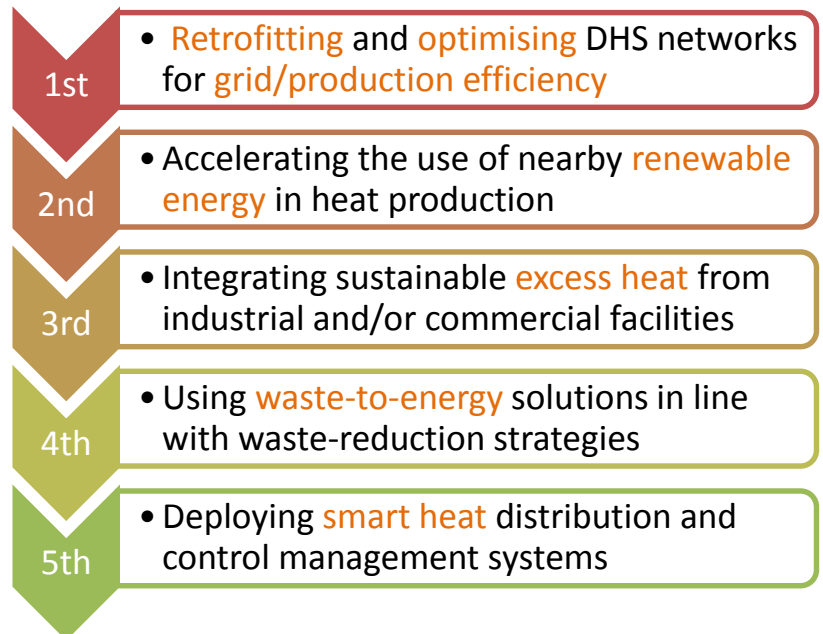 1st
• Retrofitting and optimising DHS networks
for grid/production efficiency
2nd
• Accelerating the use of nearby renewable
energy in heat production
3rd
• Integrating sustainable excess heat from
industrial and/or commercial facilities
4th
• Using waste-to-energy solutions in line
with waste-reduction strategies
5th
• Deploying smart heat distribution and
control management systems